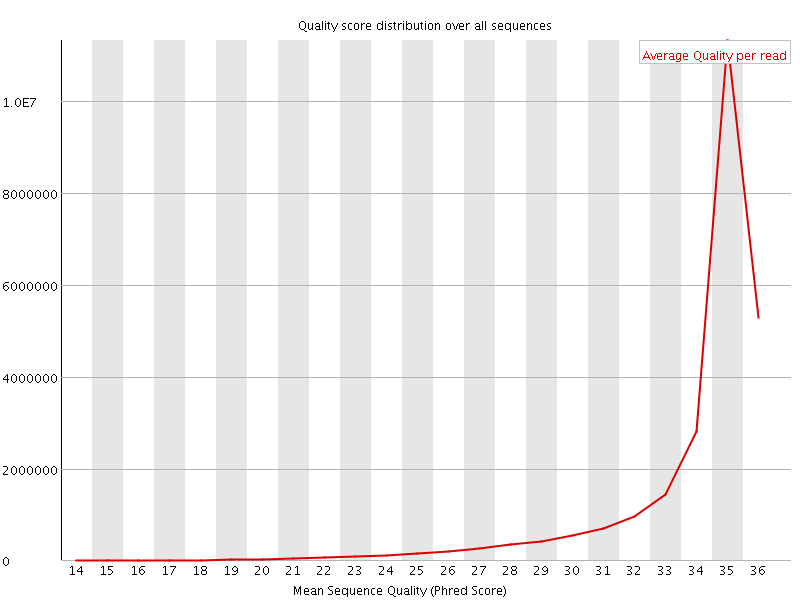 Quality score distribution over all sequences
Average Quality per read
1.0E7
8000000
6000000
4000000
2000000
0
14 15 16 17 18 19 20 21 22 23 24 25 26 27 28 29 30 31 32 33 34 35 36
Mean Sequence Quality (Phred Score)